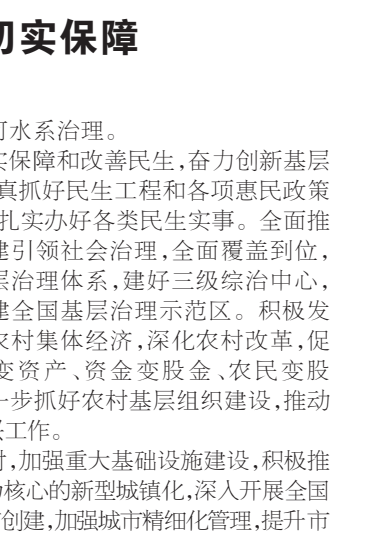 实保障
水系治理。
保障和改善民生,奋力创新基层
真抓好民生工程和各项惠民政策
扎实办好各类民生实事。全面推
引领社会治理,全面覆盖到位,
层治理体系,建好三级综治中心,
建全国基层治理示范区。积极发
农村集体经济,深化农村改革,促
变资产、资金变股金、农民变股
一步抓好农村基层组织建设,推动
工作。
,加强重大基础设施建设,积极推
核心的新型城镇化,深入开展全国
创建,加强城市精细化管理,提升市